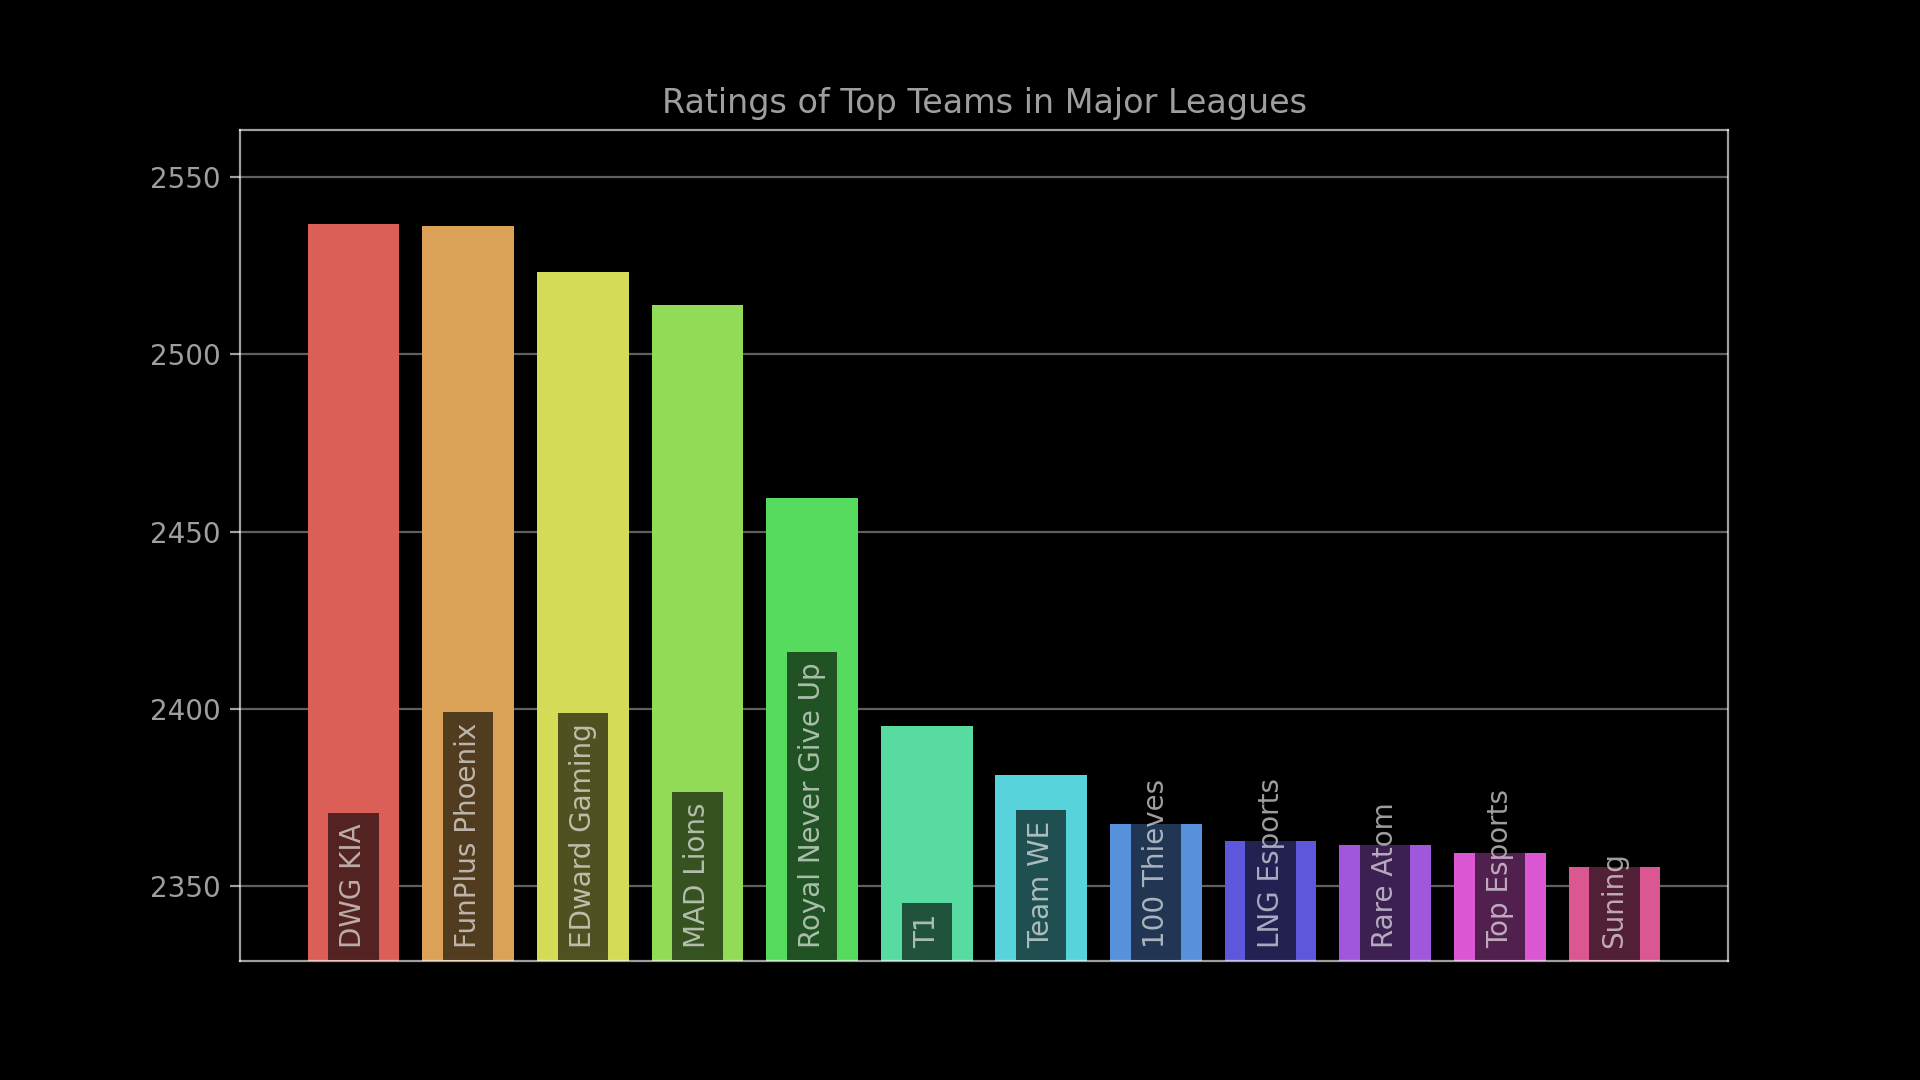 Ratings of Top Teams in Major Leagues
2550
2500
2450
2400
2350
DWG KIA
FunPlus Phoenix
EDward Gaming
MAD Lions
Royal Never Give Up
T1
Team WE
100 Thieves
LNG Esports
Rare Atom
Top Esports
Suning